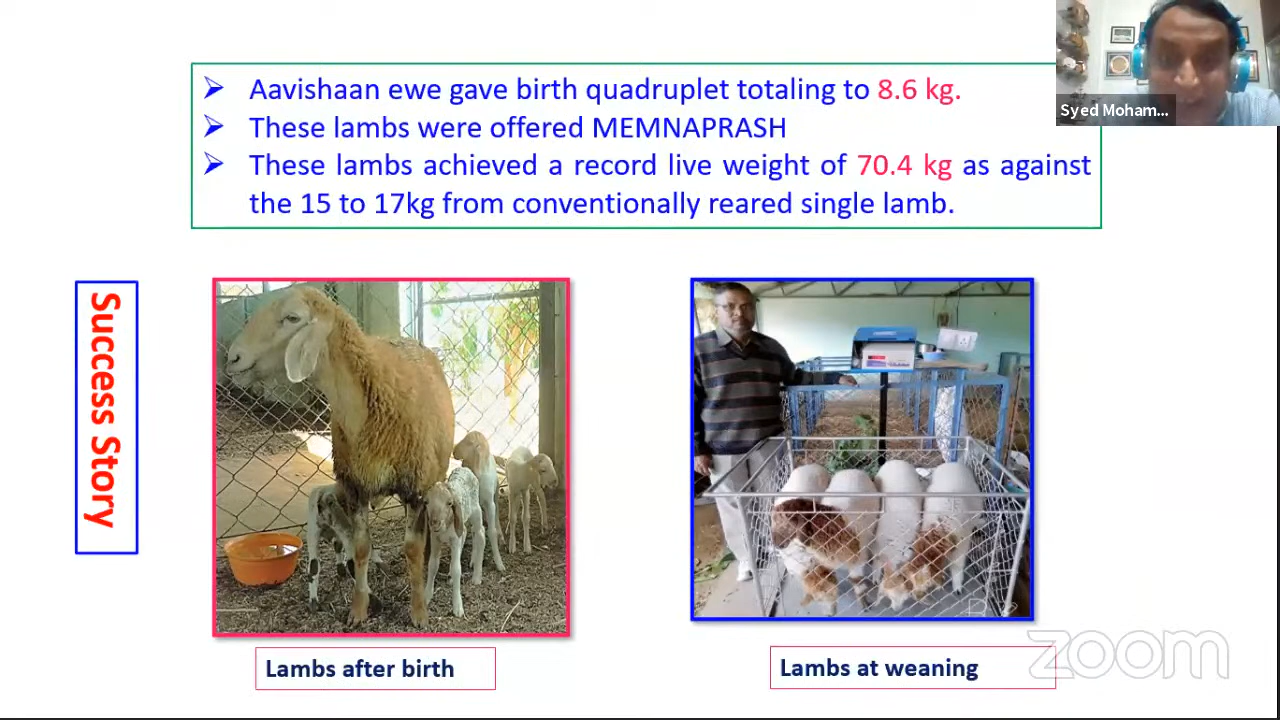 ➢ Aavishaan ewe gave birth quadruplet totaling to 8.6 kg.
➢ These lambs were offered MEMNAPRASH
➢ These lambs achieved a record live weight of 70.4 kg as against
the 15 to 17kg from conventionally reared single lamb.
Syed Moham...
Success Story
Lambs after birth
Lambs at weaning
zoom